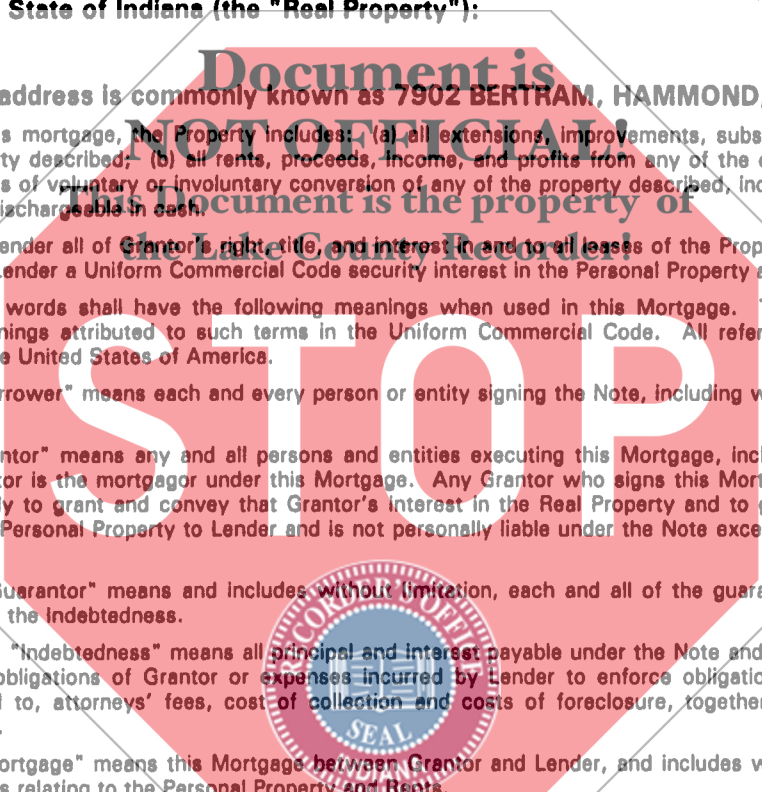 State of Indiana (the "Real Property"):
Document is
address is commonly known as 7902 BERTRAM, HAMMOND,
NOT OFFICIAL!
s mortgage, the Property includes: (a) all extensions, improvements, subs
ty described; (b) all rents, proceeds, income, and profits from any of the
s of voluntary or involuntary conversion of any of the property described, inc
This Document is the property of
ischargeable in cash.
ender all of Grantor's right, title, and interest in and to all leases of the Prop
the Lake County Recorder!
Lender a Uniform Commercial Code security interest in the Personal Property
words shall have the following meanings when used in this Mortgage.
nings attributed to such terms in the Uniform Commercial Code. All refer
e United States of America.
STOP
rrower" means each and every person or entity signing the Note, including w
ntor" means any and all persons and entities executing this Mortgage, incl
tor is the mortgagor under this Mortgage. Any Grantor who signs this Mort
ly to grant and convey that Grantor's interest in the Real Property and to
Personal Property to Lender and is not personally liable under the Note exce
uarantor" means and includes without limitation, each and all of the guara
the Indebtedness.
"Indebtedness" means all principal and interest payable under the Note and
obligations of Grantor or expenses incurred by Lender to enforce obligatio
to, attorneys' fees, cost of collection and costs of foreclosure, together
RECORDER'S OFFICE
SEAL
INDIANA
ortgage" means this Mortgage between Grantor and Lender, and includes w
s relating to the Personal Property and Rents.